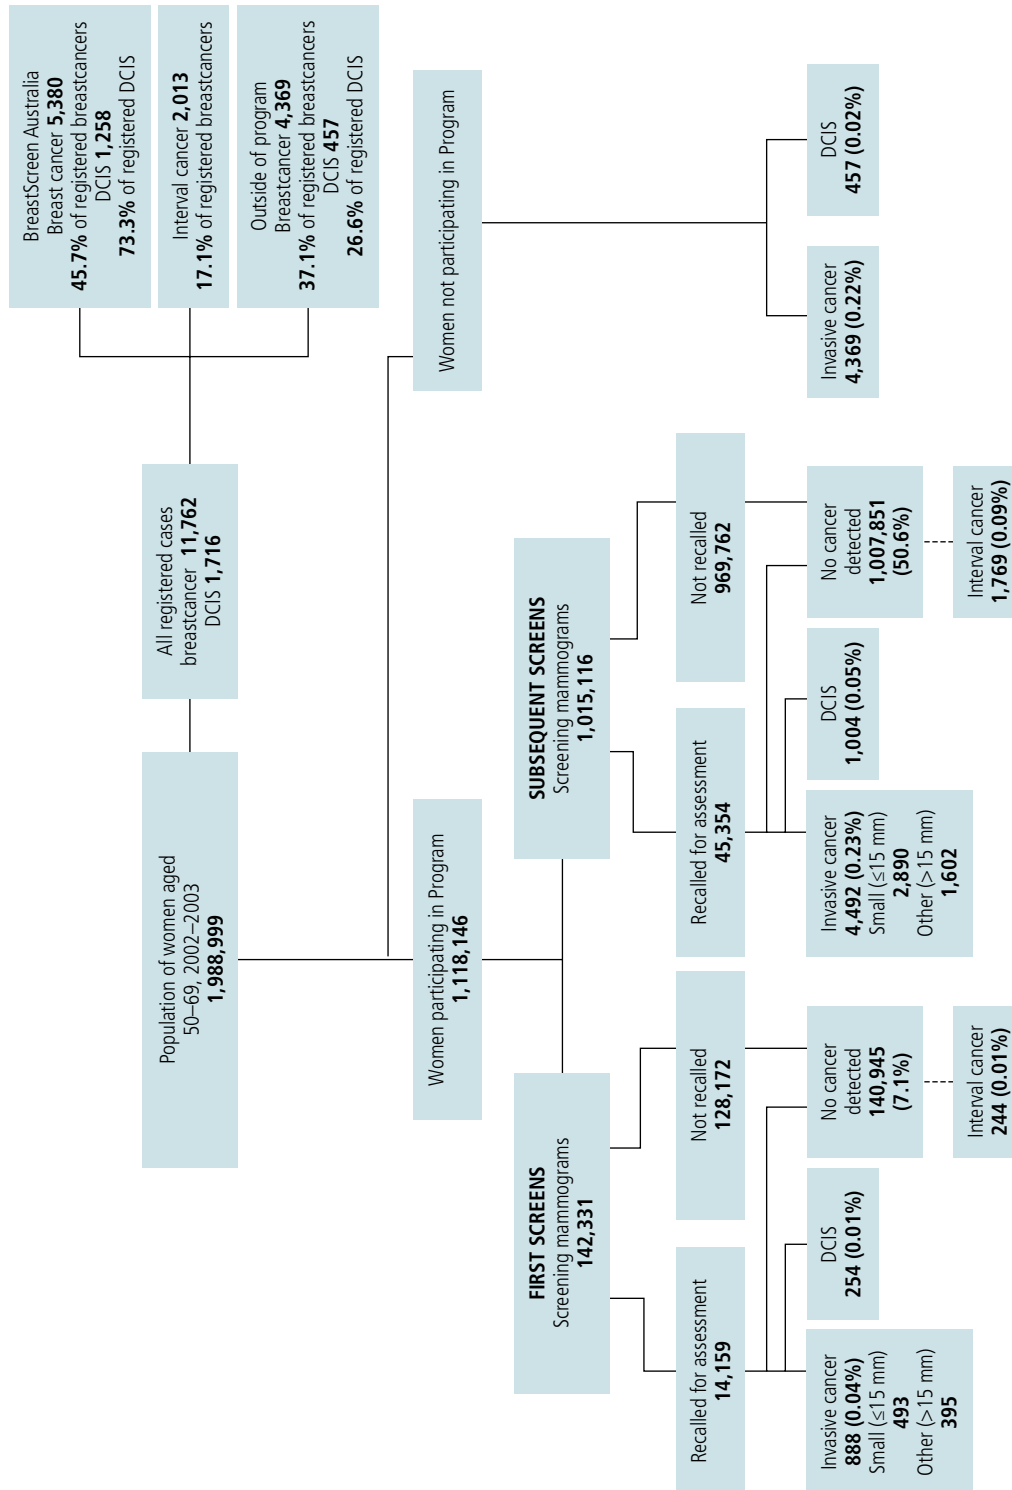 Population of women aged
50–69, 2002–2003
1,988,999
All registered cases
breastcancer 11,762
DCIS 1,716
BreastScreen Australia
Breast cancer 5,380
45.7% of registered breastcancers
DCIS 1,258
73.3% of registered DCIS
Interval cancer 2,013
17.1% of registered breastcancers
Outside of program
Breastcancer 4,369
37.1% of registered breastcancers
DCIS 457
26.6% of registered DCIS
Women participating in Program
1,118,146
Women not participating in Program
FIRST SCREENS
Screening mammograms
142,331
SUBSEQUENT SCREENS
Screening mammograms
1,015,116
Recalled for assessment
14,159
Not recalled
128,172
Recalled for assessment
45,354
Not recalled
969,762
Invasive cancer
888 (0.04%)
Small (≤15 mm)
493
Other (>15 mm)
395
DCIS
254 (0.01%)
No cancer
detected
140,945
(7.1%)
Interval cancer
244 (0.01%)
Invasive cancer
4,492 (0.23%)
Small (≤15 mm)
2,890
Other (>15 mm)
1,602
DCIS
1,004 (0.05%)
No cancer
detected
1,007,851
(50.6%)
Interval cancer
1,769 (0.09%)
Invasive cancer
4,369 (0.22%)
DCIS
457 (0.02%)